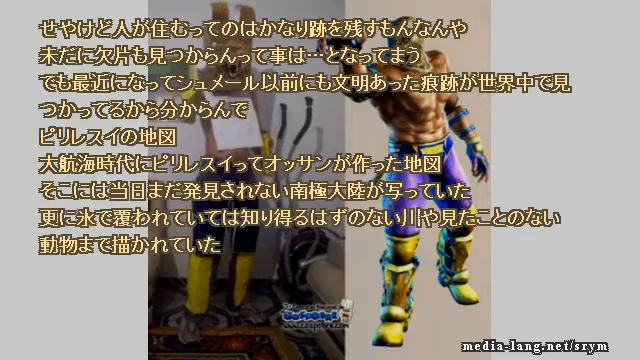 せやけど人が住むってのはかなり跡を残すもんなんや
未だに欠片も見つからんって事は…となってまう
でも最近になってシュメール以前にも文明あった痕跡が世界中で見
つかってるから分からんで
ピリレスイの地図
大航海時代にピリレスイってオッサンが作った地図
そこには当日まだ発見されない南極大陸が写っていた
更に氷で覆われていては知り得るはずのない川や見たことのない
動物まで描かれていた
media-lang.net/srym